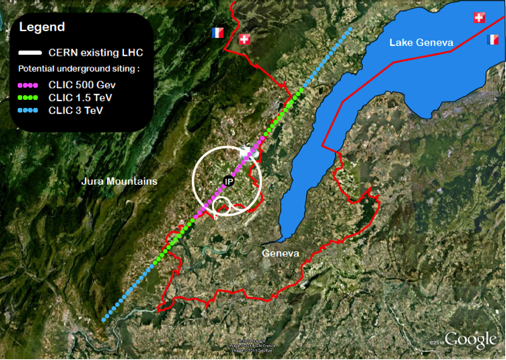 Legend
CERN existing LHC
Potential underground siting :
CLIC 500 Gev
CLIC 1.5 TeV
CLIC 3 TeV
Lake Geneva
Jura Mountains
IP
Geneva
Google